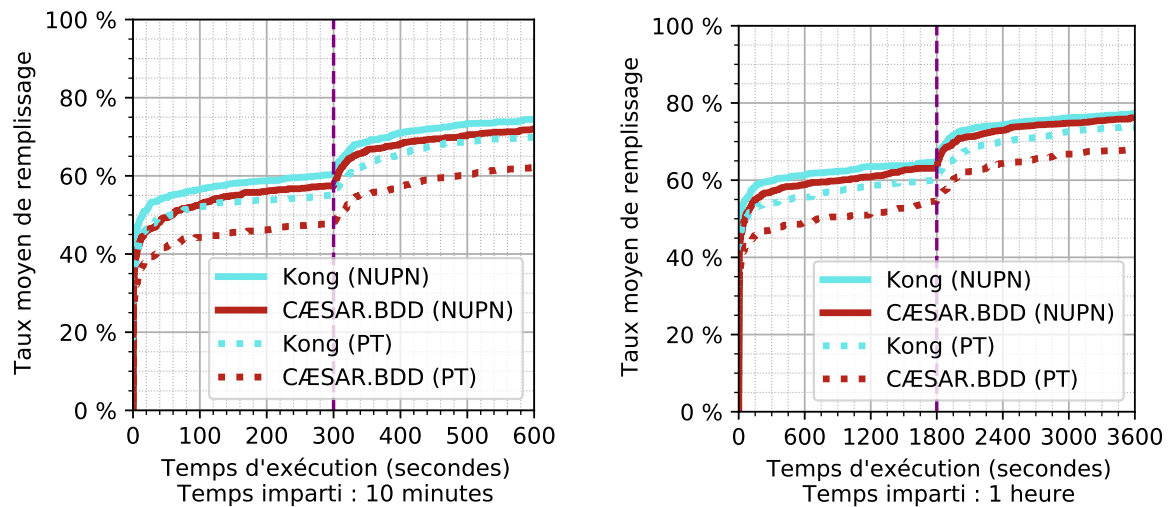 Taux moyen de remplissage
100 %
80 %
60 %
40 %
20 %
0 %
Kong (NUPN)
CÆSAR.BDD (NUPN)
Kong (PT)
CÆSAR.BDD (PT)
0 100 200 300 400 500 600
Temps d'exécution (secondes)
Temps imparti : 10 minutes
Taux moyen de remplissage
100 %
80 %
60 %
40 %
20 %
0 %
Kong (NUPN)
CÆSAR.BDD (NUPN)
Kong (PT)
CÆSAR.BDD (PT)
0 600 1200 1800 2400 3000 3600
Temps d'exécution (secondes)
Temps imparti : 1 heure